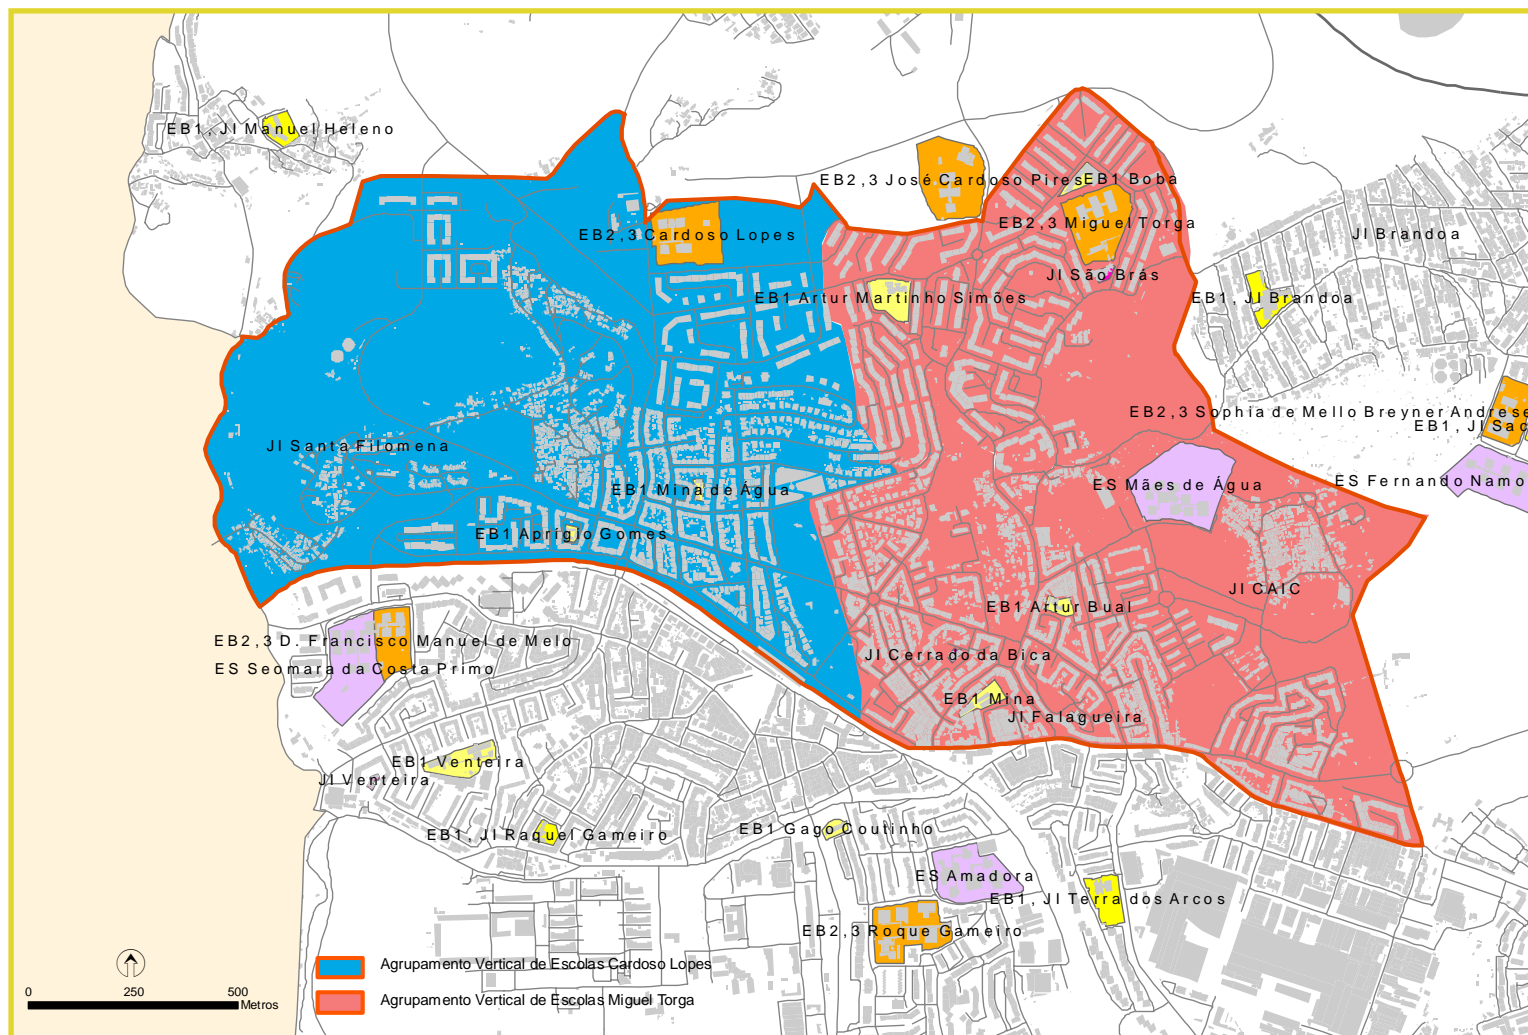 EB1, JI Manuel Heleno
EB2,3 José Cardoso Pires
EB1 Boba
EB2,3 Miguel Torga
EB2,3 Cardoso Lopes
JI Brandoa
JI São Brás
EB1 Artur Martinho Simões
EB1, JI Brandoa
EB2,3 Sophia de Mello Breyner Andrese
EB1, JI Sac
JI Santa Filomena
ES Mães de Água
ES Fernando Namo
EB1 Mina de Água
EB1 Aprígio Gomes
JI CAIC
EB1 Artur Bual
EB2,3 D. Francisco Manuel de Melo
JI Cerrado da Bica
ES Seomara da Costa Primo
EB1 Mina
JI Falagueira
EB1 Venteira
JI Venteira
EB1, JI Raquel Gameiro
EB1 Gago Coutinho
ES Amadora
EB1, JI Terra dos Arcos
EB2,3 Roque Gameiro
Agrupamento Vertical de Escolas Cardoso Lopes
Agrupamento Vertical de Escolas Miguel Torga
0 250 500
Metros